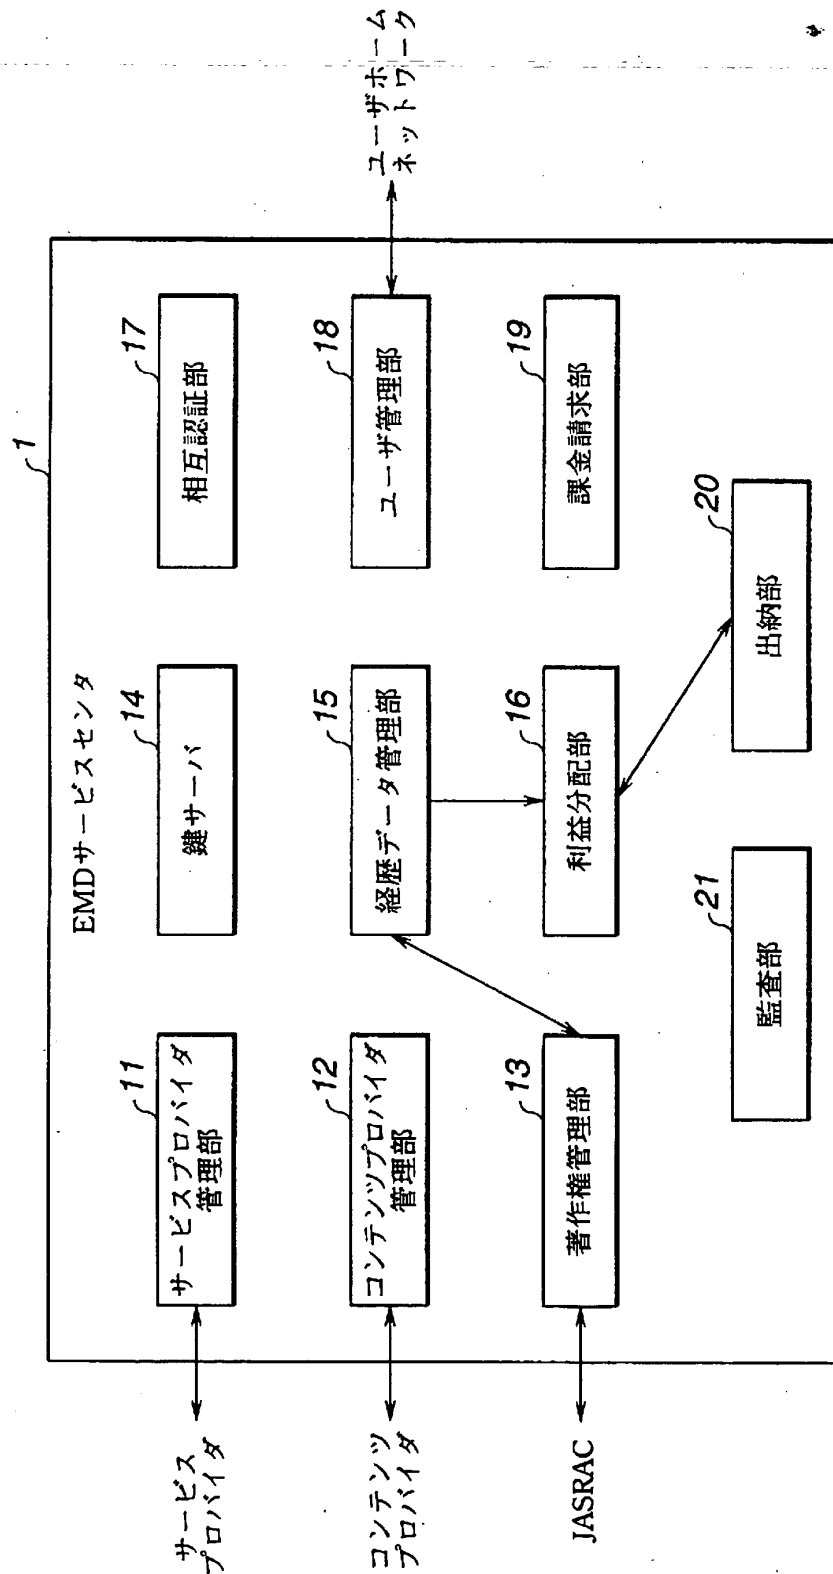 1
EMDサービスセンタ
サービス
プロバイダ
11
サービスプロバイダ
管理部
14
鍵サーバ
17
相互認証部
コンテンツ
プロバイダ
12
コンテンツプロバイダ
管理部
15
経歴データ管理部
18
ユーザ管理部
ユーザホーム
ネットワーク
JASRAC
13
著作権管理部
16
利益分配部
19
課金請求部
21
監査部
20
出納部